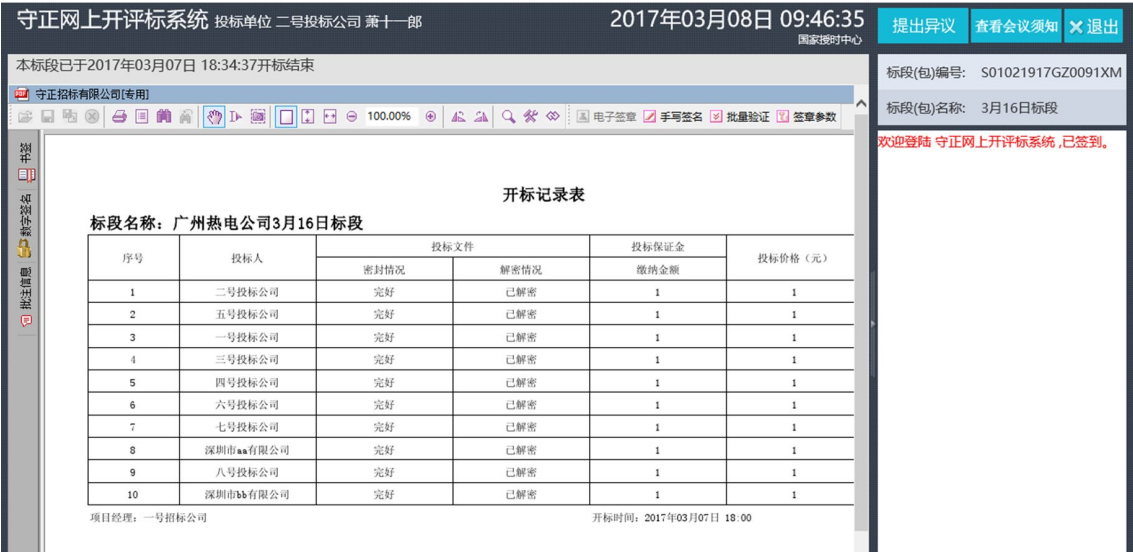 守正网上开评标系统 投标单位 二号投标公司 萧十一郎
2017年03月08日 09:46:35
国家授时中心
提出异议 查看会议须知 退出
本标段已于2017年03月07日 18:34:37开标结束
标段(包)编号: S01021917GZ0091XM
标段(包)名称: 3月16日标段
守正招标有限公司[专用]
100.00% 电子签章 手写签名 批量验证 签章参数
欢迎登陆 守正网上开评标系统 ,已签到。
书签
数字签名
批注信息
开标记录表
标段名称：广州热电公司3月16日标段
序号 投标人 投标文件 投标保证金 投标价格（元）
密封情况 解密情况 缴纳金额
1 二号投标公司 完好 已解密 1 1
2 五号投标公司 完好 已解密 1 1
3 一号投标公司 完好 已解密 1 1
4 三号投标公司 完好 已解密 1 1
5 四号投标公司 完好 已解密 1 1
6 六号投标公司 完好 已解密 1 1
7 七号投标公司 完好 已解密 1 1
8 深圳市aa有限公司 完好 已解密 1 1
9 八号投标公司 完好 已解密 1 1
10 深圳市bb有限公司 完好 已解密 1 1
项目经理：一号招标公司 开标时间：2017年03月07日 18:00